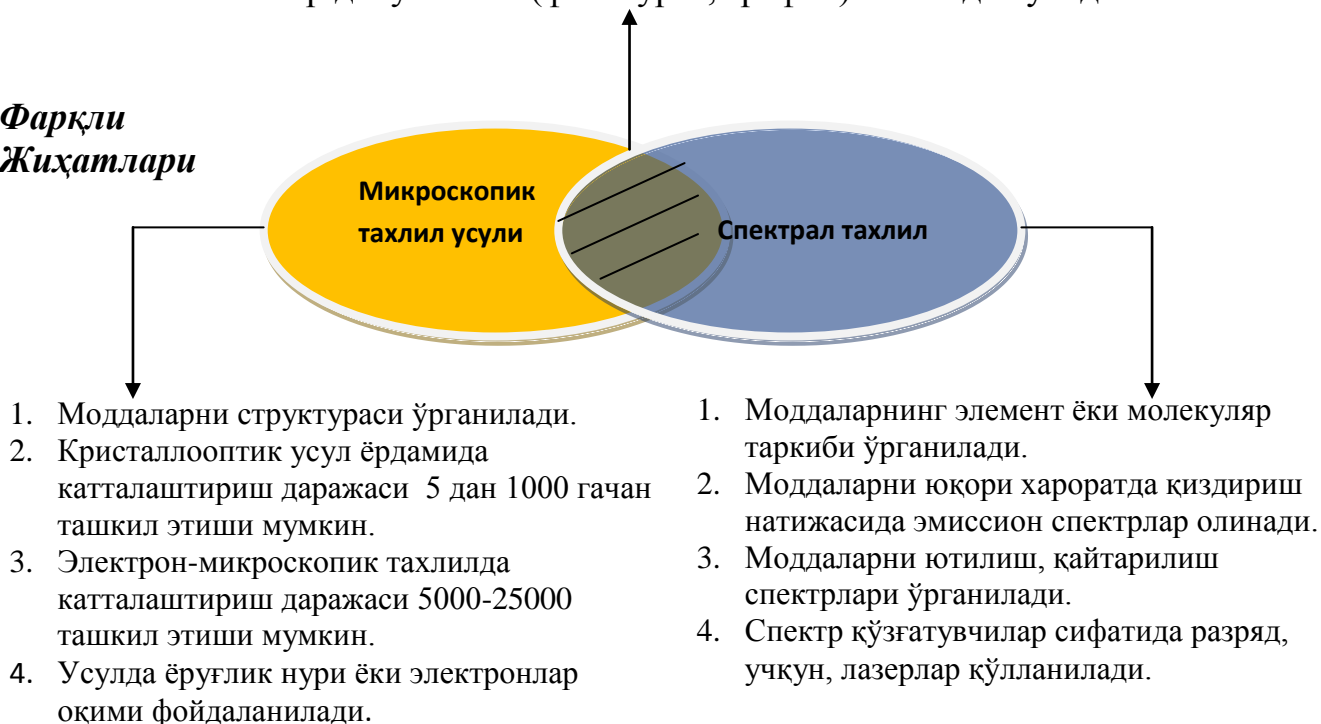 Фарқли
Жиҳатлари
Микроскопик
тахлил усули
Спектрал тахлил
1. Моддаларни структураси ўрганилади.
2. Кристаллооптик усул ёрдамида
катталаштириш даражаси 5 дан 1000 гачан
ташкил этиши мумкин.
3. Электрон-микроскопик тахлилда
катталаштириш даражаси 5000-25000
ташкил этиши мумкин.
4. Усулда ёруғлик нури ёки электронлар
оқими фойдаланилади.
1. Моддаларнинг элемент ёки молекуляр
таркиби ўрганилади.
2. Моддаларни юқори хароратда қиздириш
натижасида эмиссион спектрлар олинади.
3. Моддаларни ютилиш, қайтарилиш
спектрлари ўрганилади.
4. Спектр қўзғатувчилар сифатида разряд,
учқун, лазерлар қўлланилади.